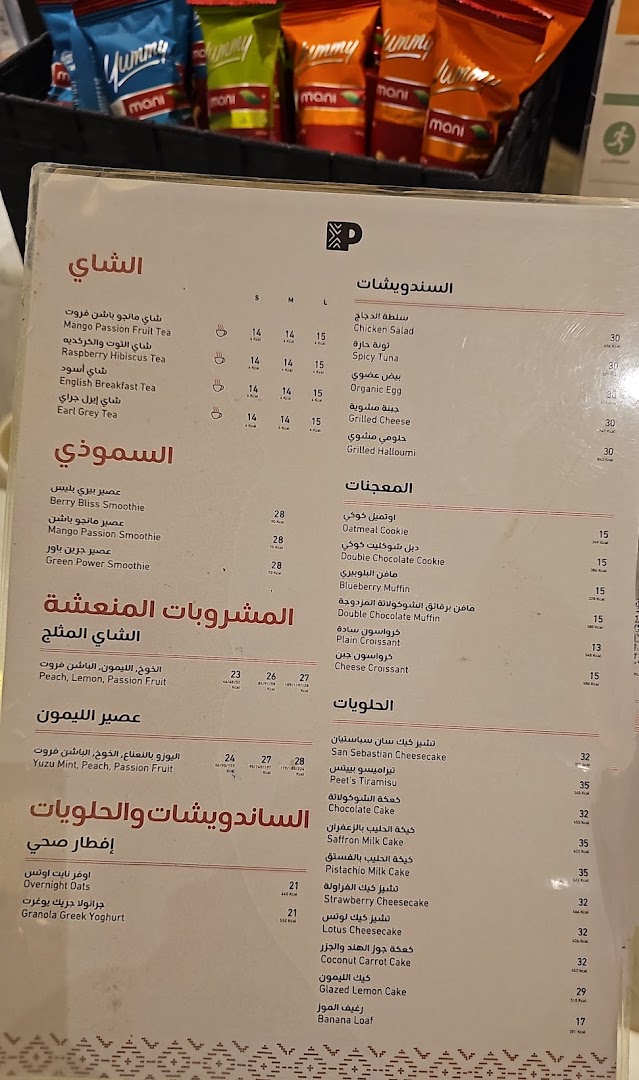 Yummy
mani
Yummy
mani
Yummy
mani
Yummy
mani
Yummy
mani
P
الشاي
S M L
شاي مانجو باشن فروت
Mango Passion Fruit Tea 14 14 15
شاي التوت والكركديه
Raspberry Hibiscus Tea 14 14 15
شاي أسود
English Breakfast Tea 14 14 15
شاي إيرل جراي
Earl Grey Tea 14 14 15
السموذي
عصير بيري بليس
Berry Bliss Smoothie 28
عصير مانجو باشن
Mango Passion Smoothie 28
عصير جرين باور
Green Power Smoothie 28
المشروبات المنعشة
الشاي المثلج
الخوخ, الليمون, الباشن فروت
Peach, Lemon, Passion Fruit 23 26 27
عصير الليمون
اليوزو بالنعناع, الخوخ, الباشن فروت
Yuzu Mint, Peach, Passion Fruit 24 27 28
الساندويشات والحلويات
إفطار صحي
اوفر نايت اوتس
Overnight Oats 21
جرانولا جريك يوغرت
Granola Greek Yoghurt 21
السندويشات
سلطة الدجاج
Chicken Salad 30
تونة حارة
Spicy Tuna 30
بيض عضوي
Organic Egg 30
جبنة مشوية
Grilled Cheese 30
حلومي مشوي
Grilled Halloumi 30
المعجنات
اوتميل كوكي
Oatmeal Cookie 15
دبل شوكليت كوكي
Double Chocolate Cookie 15
مافن البلوبيري
Blueberry Muffin 15
مافن برقائق الشوكولاتة المزدوجة
Double Chocolate Muffin 15
كرواسون سادة
Plain Croissant 13
كرواسون جبن
Cheese Croissant 15
الحلويات
تشيز كيك سان سباستيان
San Sebastian Cheesecake 32
تيراميسو بييتس
Peet's Tiramisu 35
كعكة الشوكولاتة
Chocolate Cake 32
كيكة الحليب بالزعفران
Saffron Milk Cake 35
كيكة الحليب بالفستق
Pistachio Milk Cake 35
تشيز كيك الفراولة
Strawberry Cheesecake 32
تشيز كيك لوتس
Lotus Cheesecake 32
كعكة جوز الهند والجزر
Coconut Carrot Cake 32
كيك الليمون
Glazed Lemon Cake 29
رغيف الموز
Banana Loaf 17